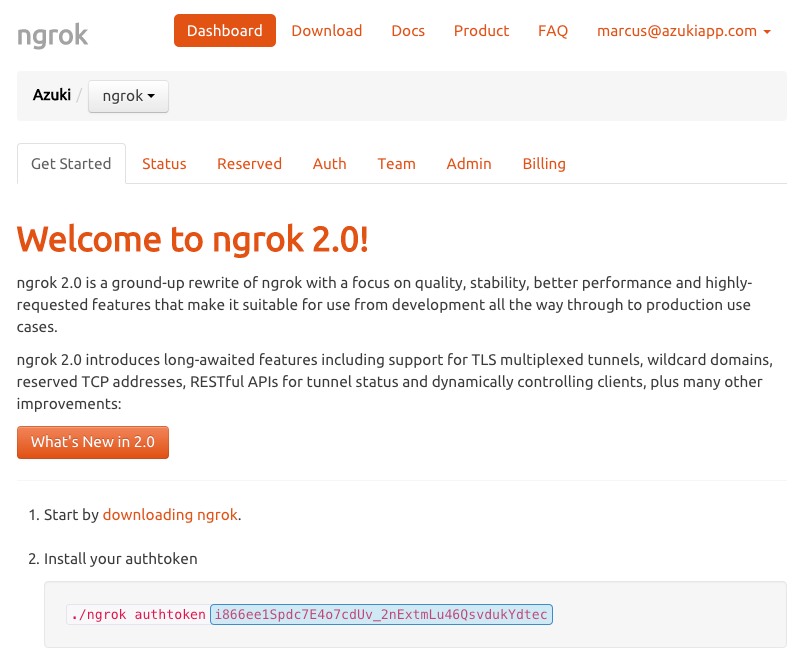 ngrok Dashboard Download Docs Product FAQ marcus@azukiapp.com
Azuki / ngrok
Get Started Status Reserved Auth Team Admin Billing
Welcome to ngrok 2.0!
ngrok 2.0 is a ground-up rewrite of ngrok with a focus on quality, stability, better performance and highly-
requested features that make it suitable for use from development all the way through to production use
cases.
ngrok 2.0 introduces long-awaited features including support for TLS multiplexed tunnels, wildcard domains,
reserved TCP addresses, RESTful APIs for tunnel status and dynamically controlling clients, plus many other
improvements:
What's New in 2.0
1. Start by downloading ngrok.
2. Install your authtoken
./ngrok authtoken i866ee1Spdc7E4o7cdUv_2nExtmLu46QsvdukYdtec